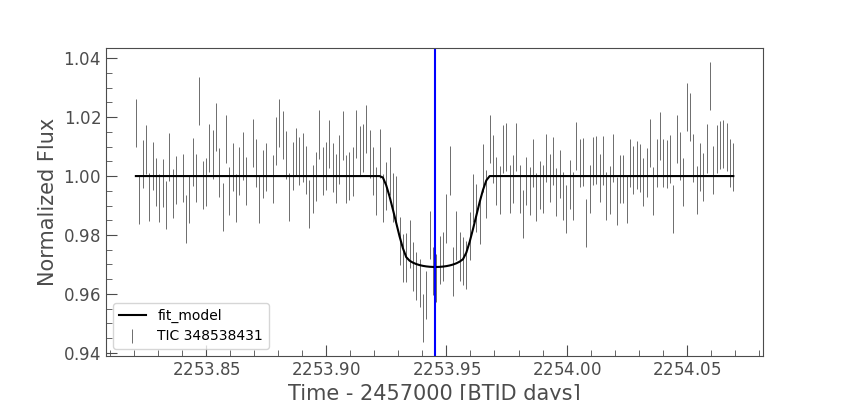 1.04
1.02
1.00
0.98
0.96
0.94
Normalized Flux
fit_model
TIC 348538431
2253.85 2253.90 2253.95 2254.00 2254.05
Time - 2457000 [BTJD days]